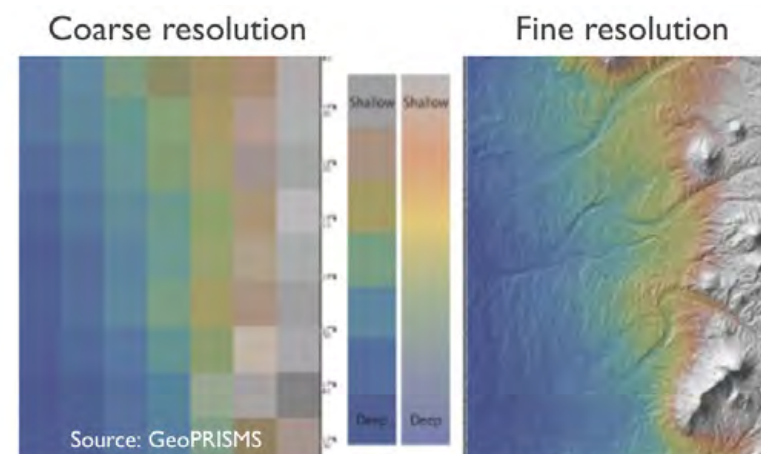 Coarse resolution
Fine resolution
Shallow
Shallow
Deep
Deep
Source: GeoPRISMS